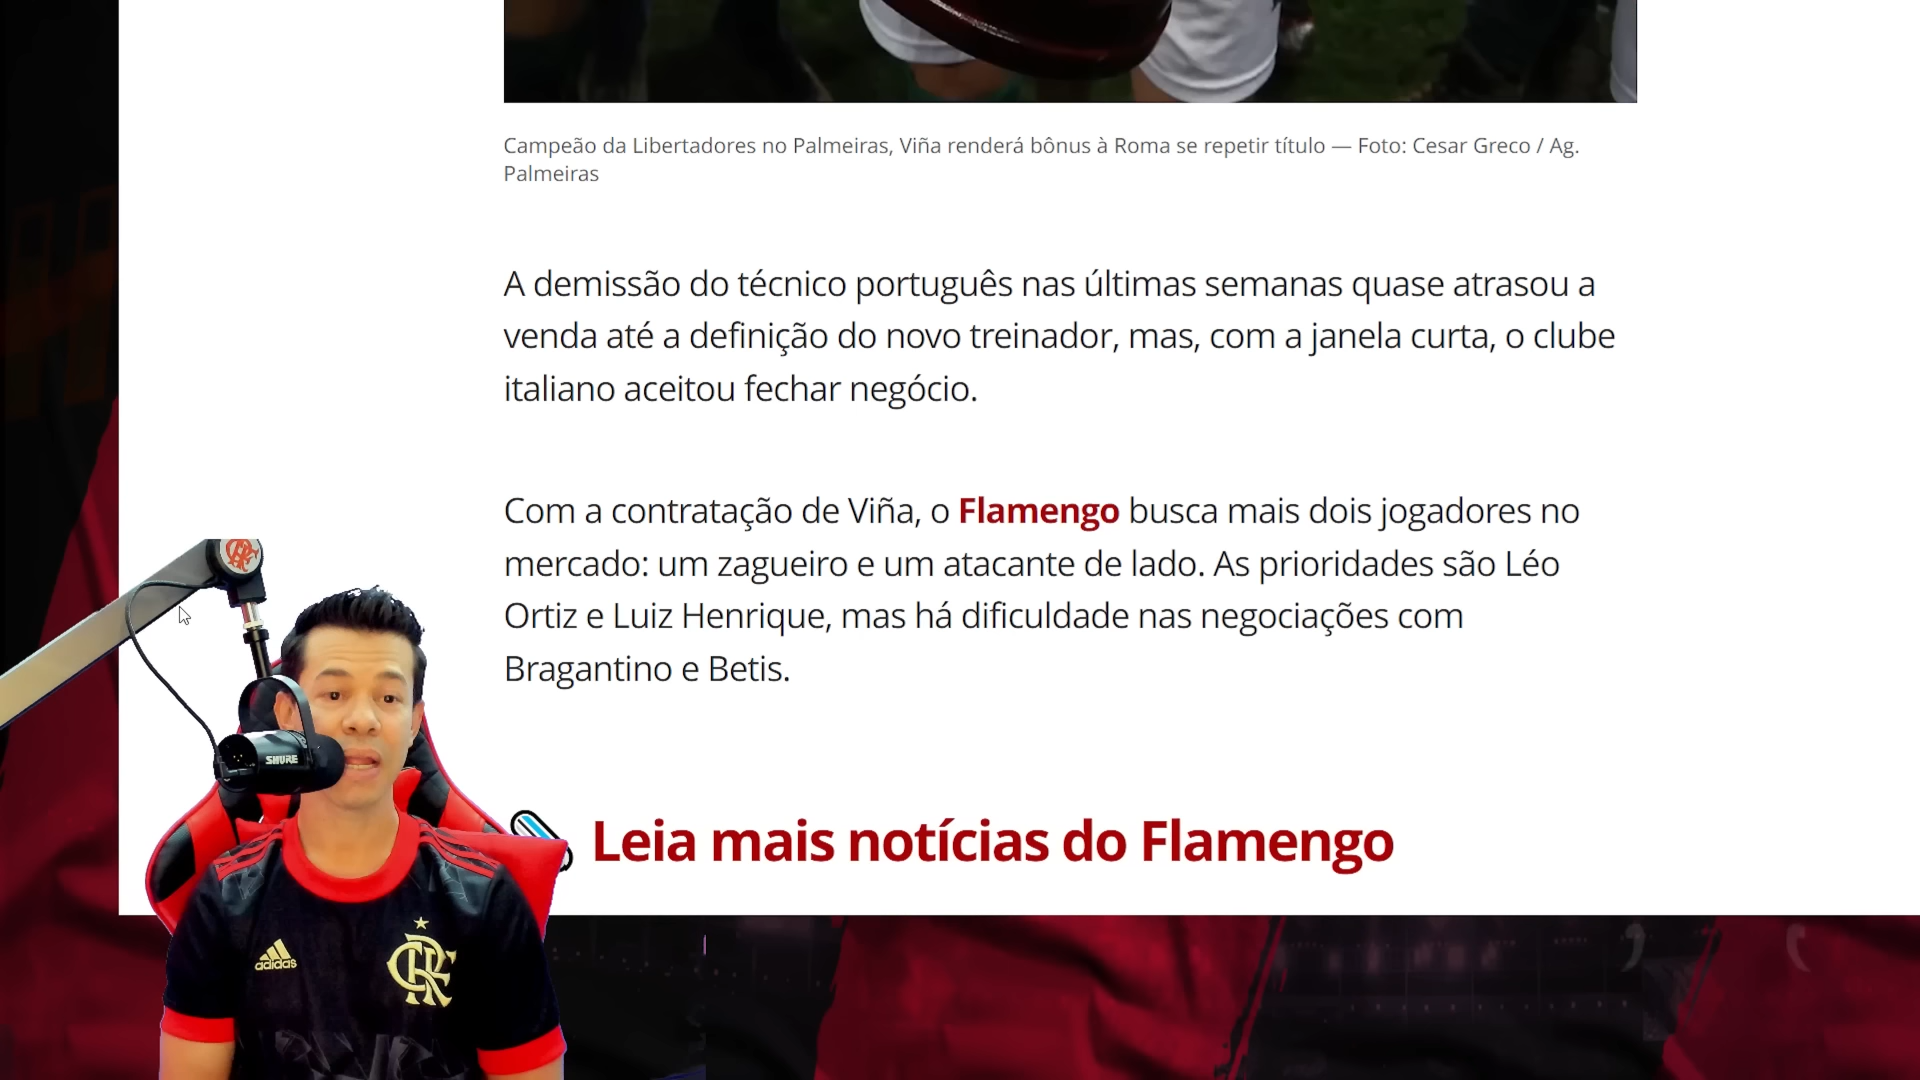 Campeão da Libertadores no Palmeiras, Viña renderá bônus à Roma se repetir título — Foto: Cesar Greco / Ag.
Palmeiras
A demissão do técnico português nas últimas semanas quase atrasou a
venda até a definição do novo treinador, mas, com a janela curta, o clube
italiano aceitou fechar negócio.
Com a contratação de Viña, o Flamengo busca mais dois jogadores no
mercado: um zagueiro e um atacante de lado. As prioridades são Léo
Ortiz e Luiz Henrique, mas há dificuldade nas negociações com
Bragantino e Betis.
SHURE
Leia mais notícias do Flamengo
adidas
CRF